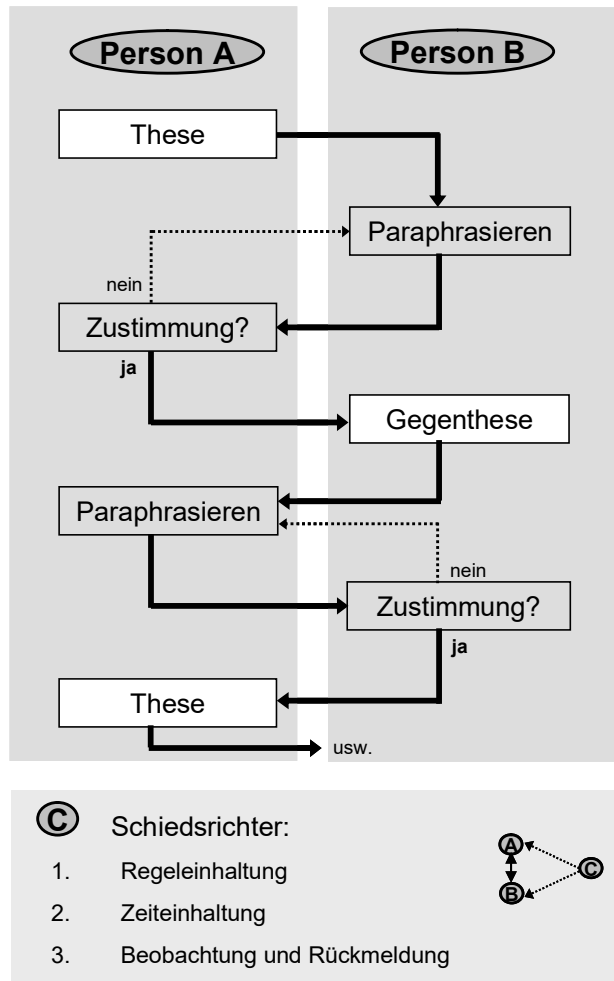 Person A
Person B
These
Paraphrasieren
nein
Zustimmung?
ja
Gegenthese
Paraphrasieren
nein
Zustimmung?
ja
These
usw.
C Schiedsrichter:
1. Regeleinhaltung
2. Zeiteinhaltung
3. Beobachtung und Rückmeldung
A
C
B